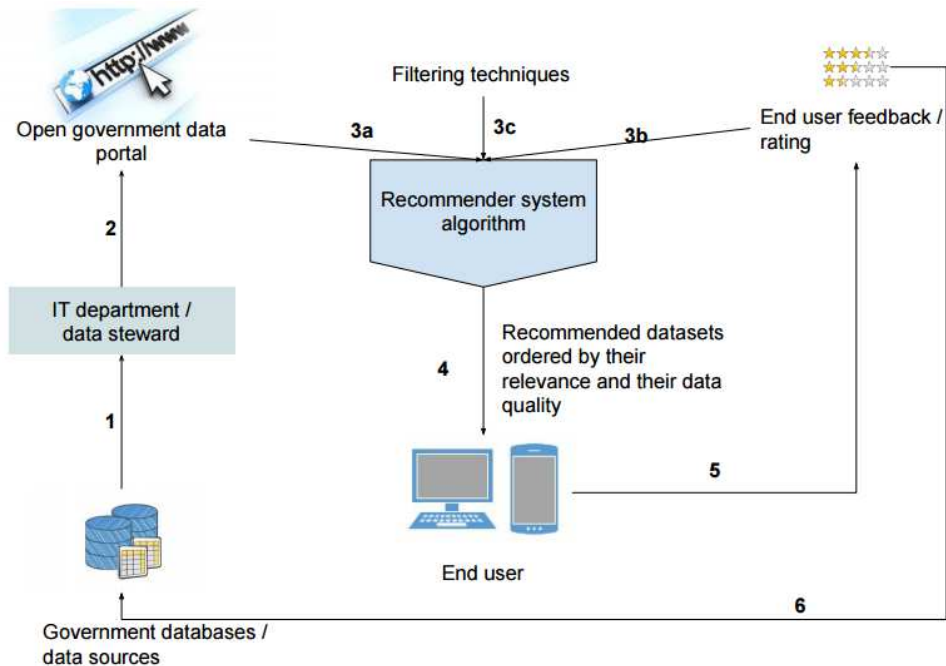 http://www
Open government data
portal
Filtering techniques
End user feedback /
rating
3a
3c
3b
Recommender system
algorithm
2
IT department /
data steward
1
4
Recommended datasets
ordered by their
relevance and their data
quality
5
End user
6
Government databases /
data sources